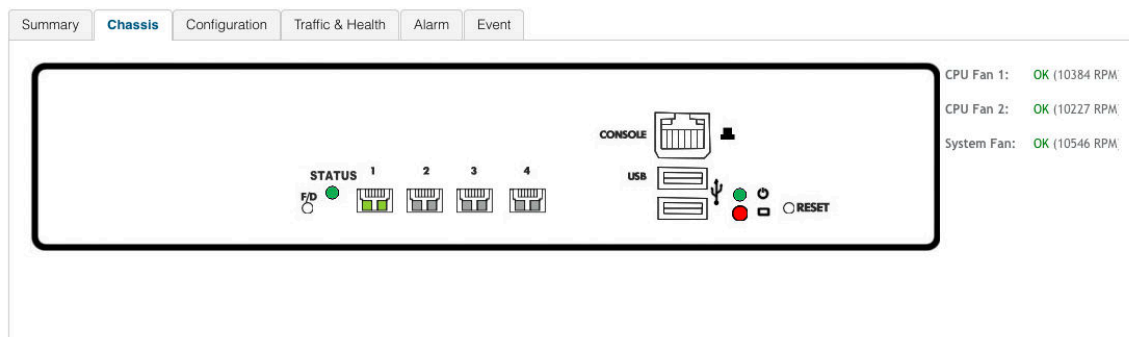 Summary Chassis Configuration Traffic & Health Alarm Event
CPU Fan 1: OK (10384 RPM
CPU Fan 2: OK (10227 RPM
System Fan: OK (10546 RPM
CONSOLE
STATUS 1 2 3 4
USB
F/D
RESET